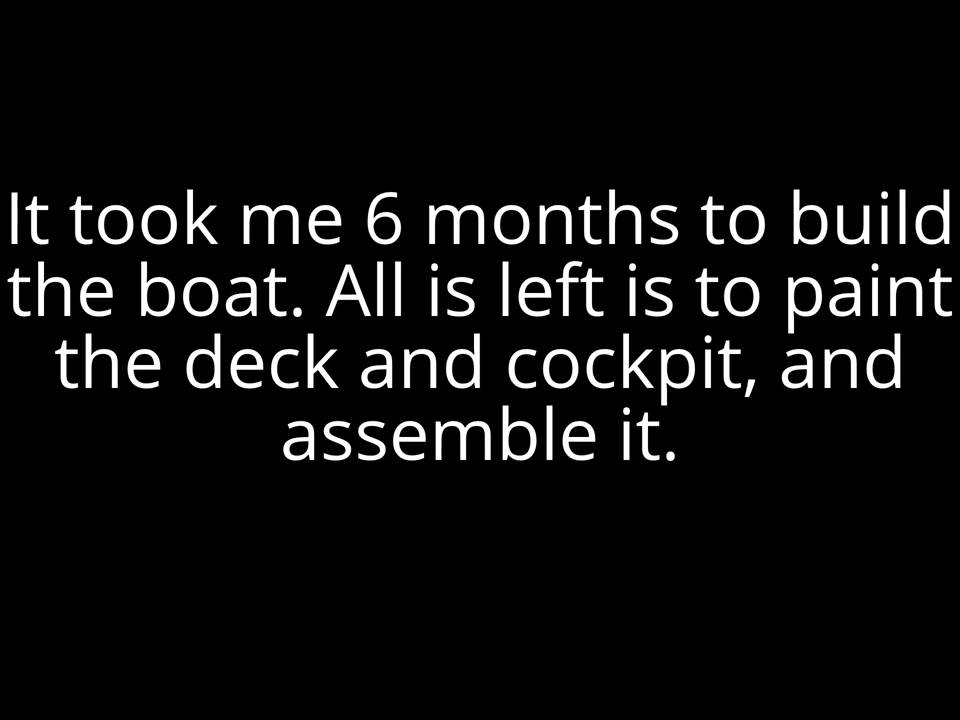 It took me 6 months to build
the boat. All is left is to paint
the deck and cockpit, and
assemble it.